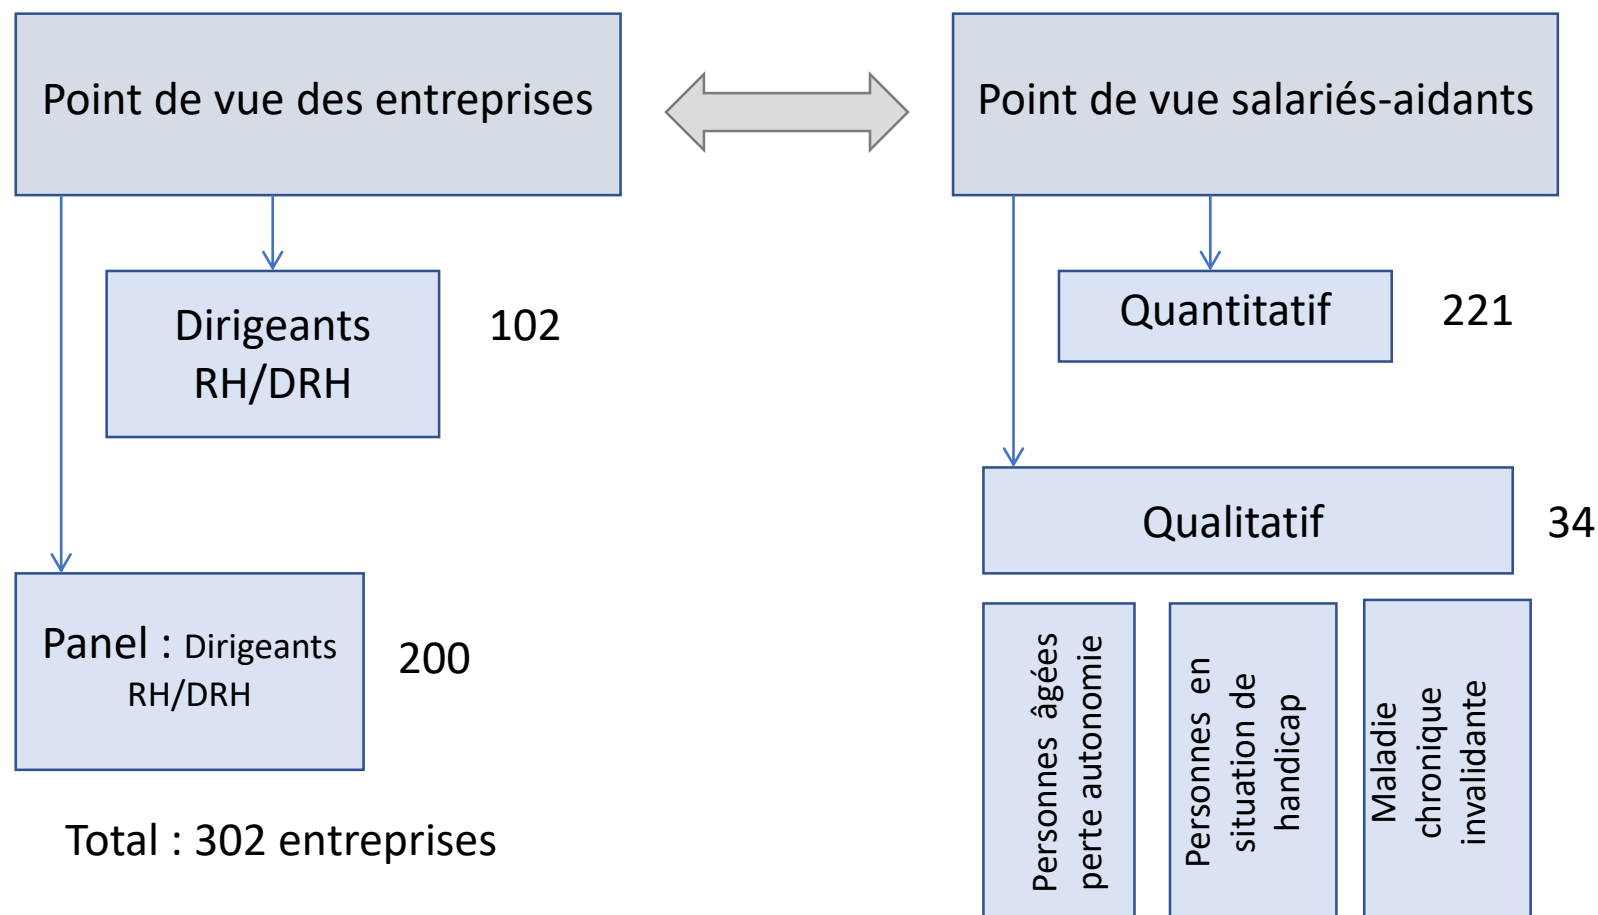 Point de vue des entreprises
Point de vue salariés-aidants
Dirigeants
RH/DRH
102
Quantitatif
221
Qualitatif
34
Panel : Dirigeants
RH/DRH
200
Personnes âgées
perte autonomie
Personnes en
situation de
handicap
Maladie
chronique
invalidante
Total : 302 entreprises